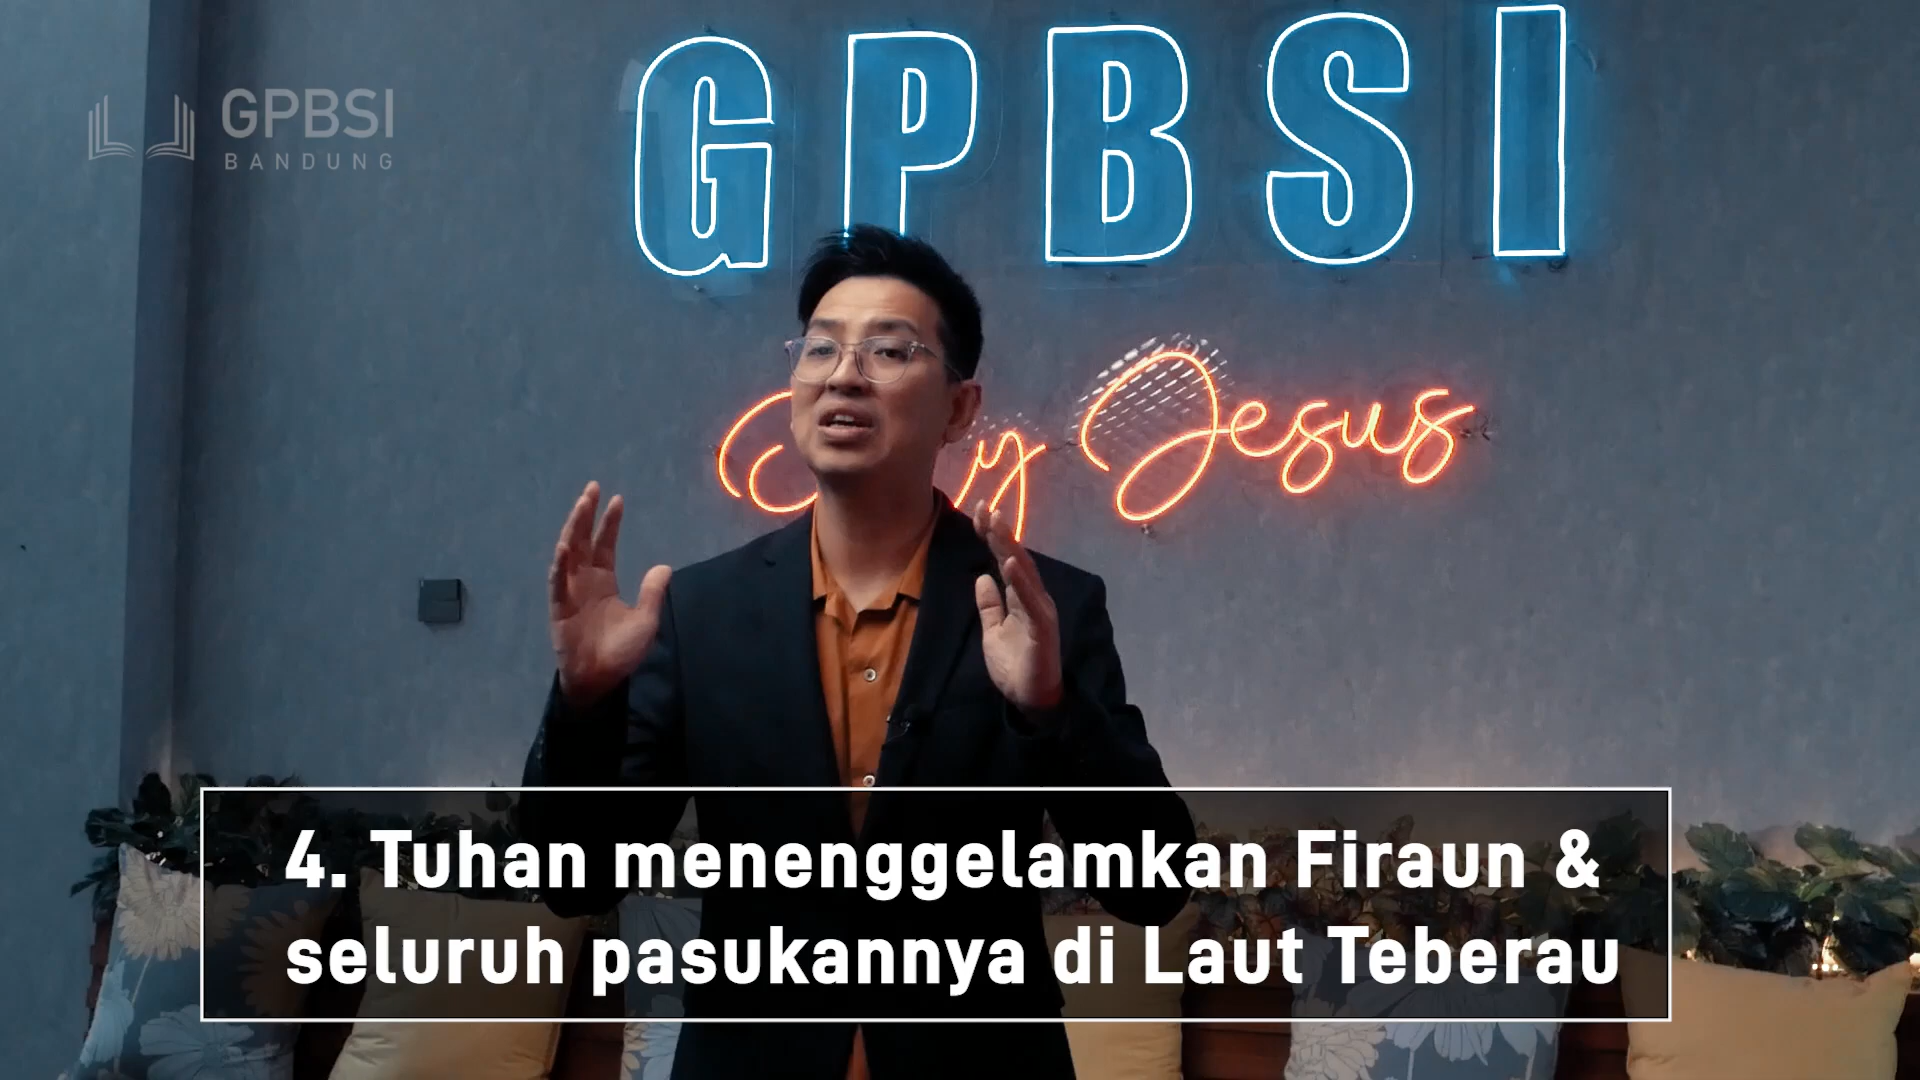 GPBSI
BANDUNG
GPBSI
Jesus
4. Tuhan menenggelamkan Firaun &
seluruh pasukannya di Laut Teberau